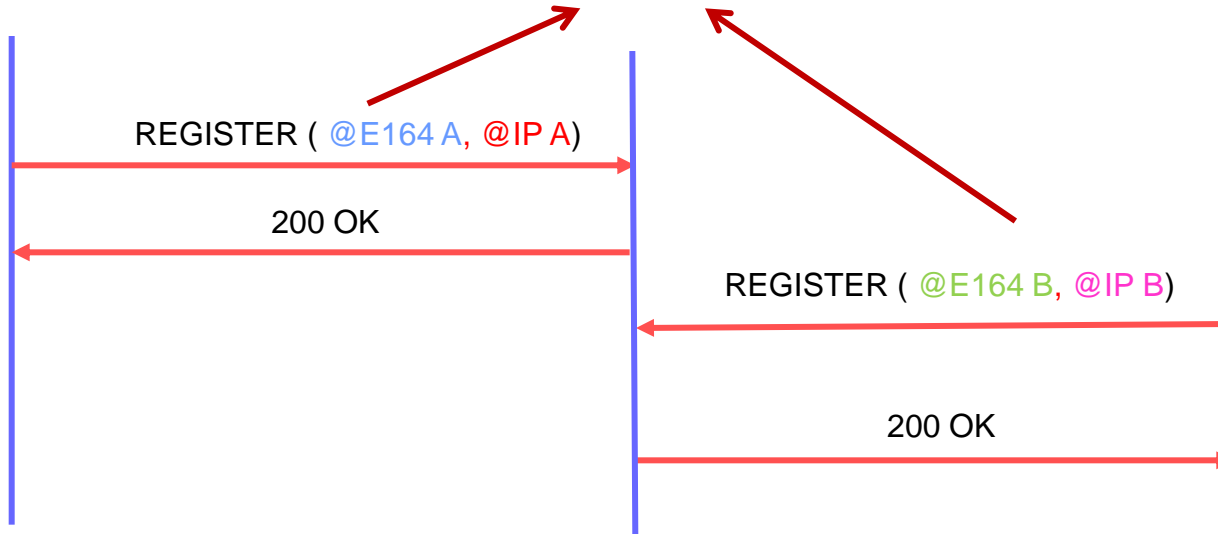 REGISTER ( @E164 A, @IP A)
200 OK
REGISTER ( @E164 B, @IP B)
200 OK